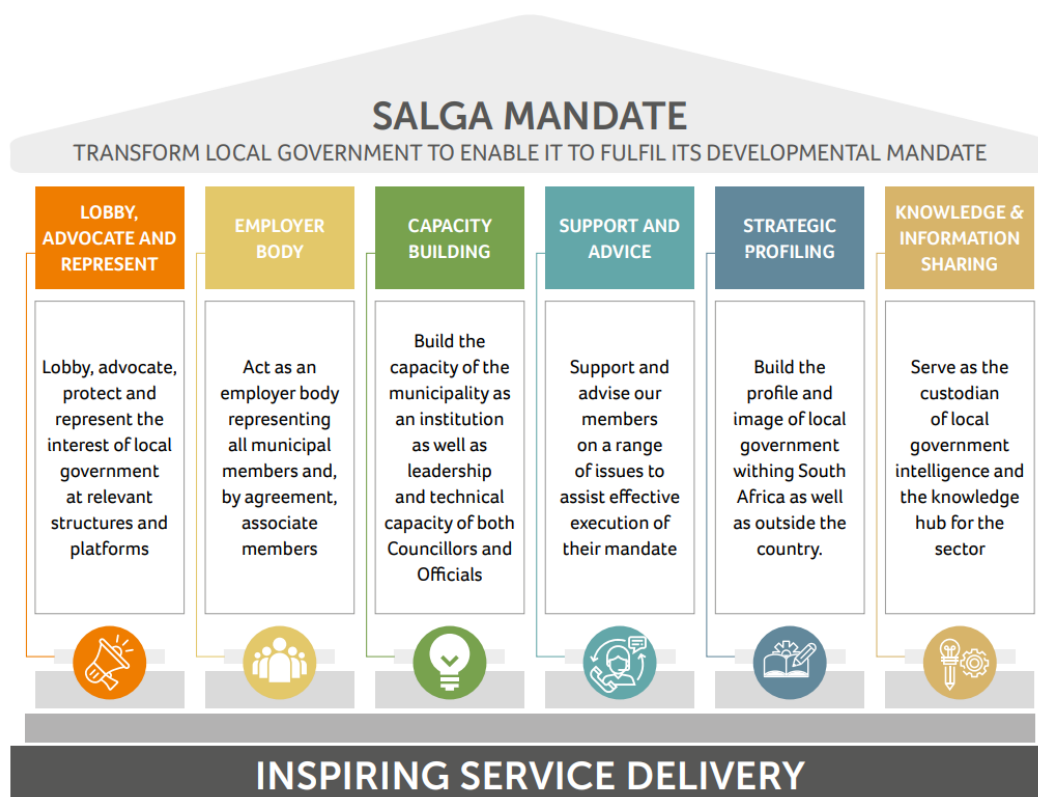 SALGA MANDATE
TRANSFORM LOCAL GOVERNMENT TO ENABLE IT TO FULFIL ITS DEVELOPMENTAL MANDATE
LOBBY,
ADVOCATE AND
REPRESENT
Lobby, advocate,
protect and
represent the
interest of local
government
at relevant
structures and
platforms
EMPLOYER
BODY
Act as an
employer body
representing
all municipal
members and,
by agreement,
associate
members
CAPACITY
BUILDING
Build the
capacity of the
municipality as
an institution
as well as
leadership
and technical
capacity of both
Councillors and
Officials
SUPPORT AND
ADVICE
Support and
advise our
members
on a range
of issues to
assist effective
execution of
their mandate
STRATEGIC
PROFILING
Build the
profile and
image of local
government
withing South
Africa as well
as outside the
country.
KNOWLEDGE &
INFORMATION
SHARING
Serve as the
custodian
of local
government
intelligence and
the knowledge
hub for the
sector
INSPIRING SERVICE DELIVERY